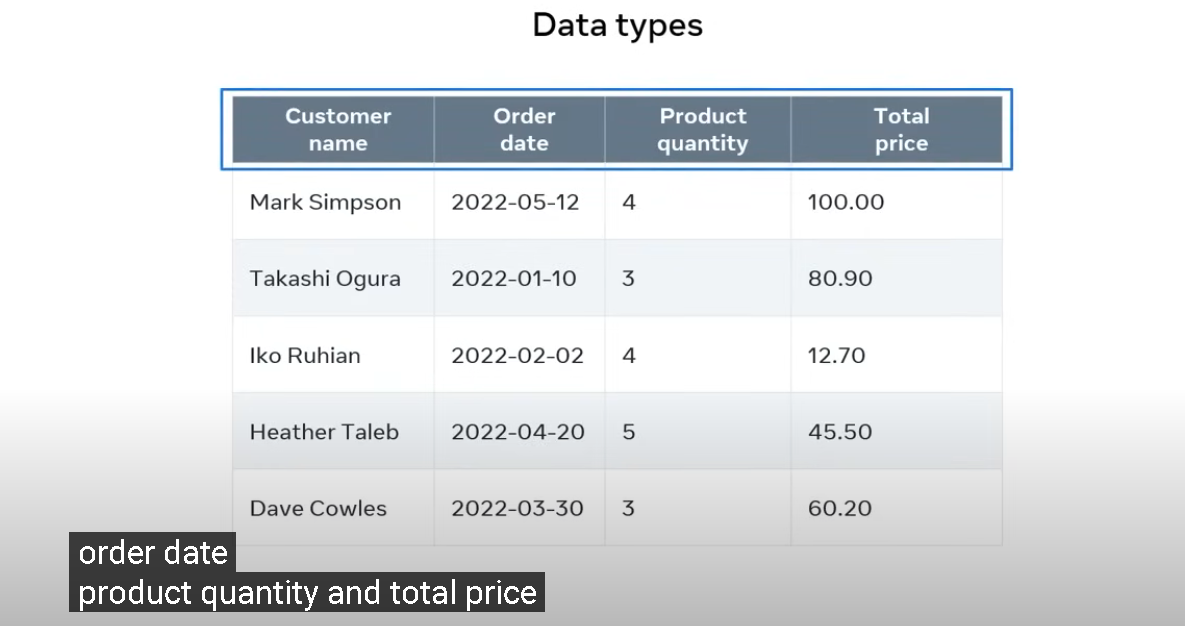 Data types
Customer name Order date Product quantity Total price
Mark Simpson 2022-05-12 4 100.00
Takashi Ogura 2022-01-10 3 80.90
Iko Ruhian 2022-02-02 4 12.70
Heather Taleb 2022-04-20 5 45.50
Dave Cowles 2022-03-30 3 60.20
order date
product quantity and total price